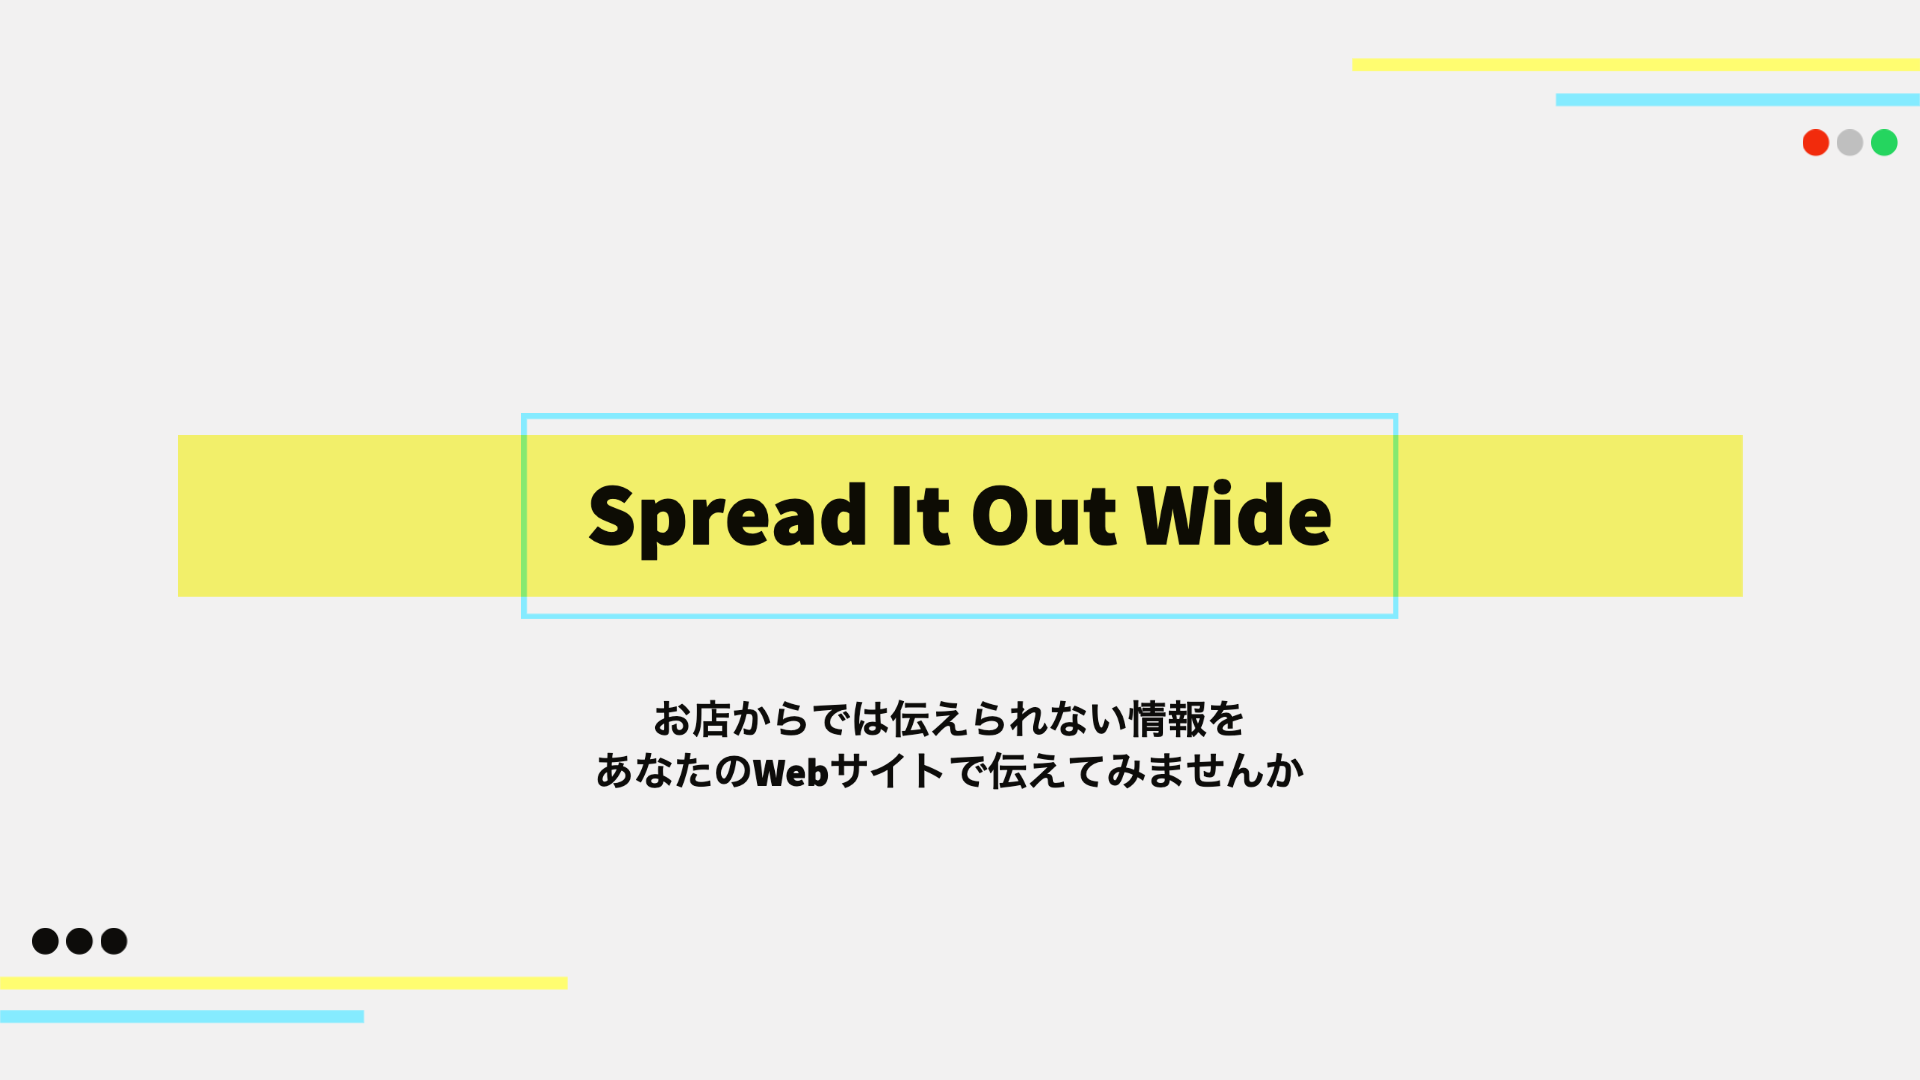 Spread It Out Wide
お店からでは伝えられない情報を
あなたのWebサイトで伝えてみませんか